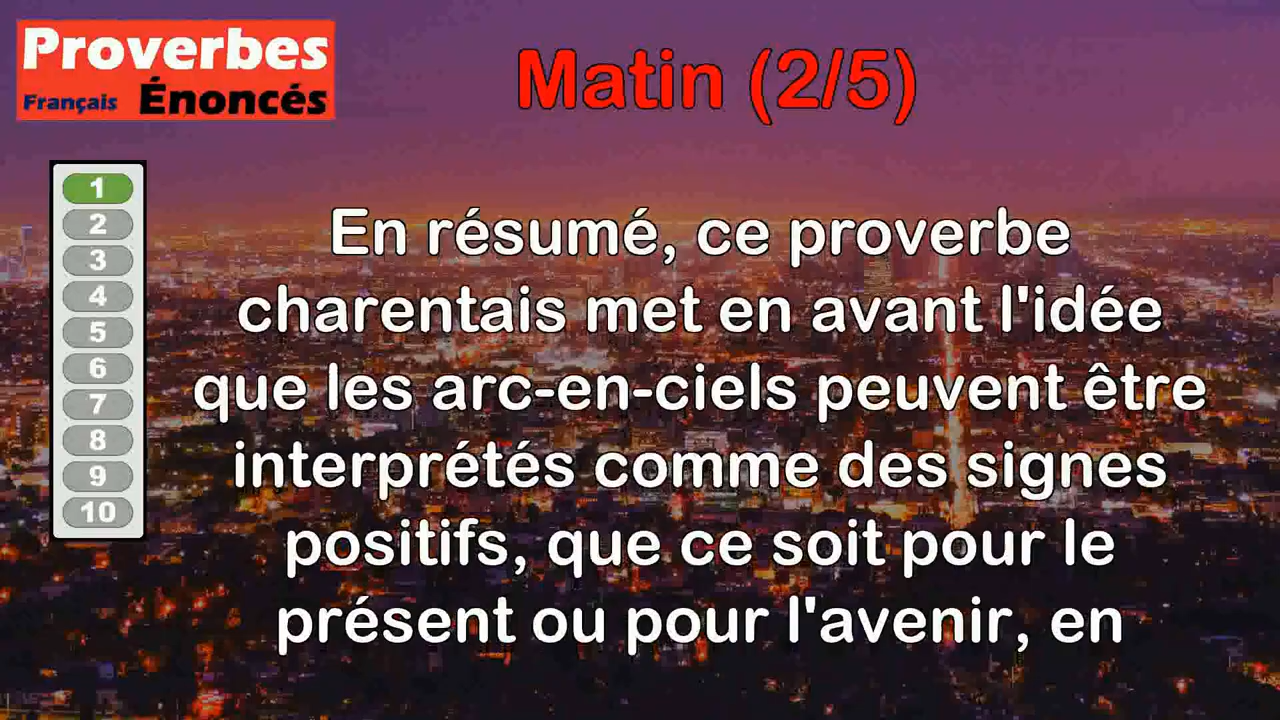 Proverbes
Français Énoncés
Matin (2/5)
1
2
3
4
5
6
7
8
9
10
En résumé, ce proverbe
charentais met en avant l'idée
que les arc-en-ciels peuvent être
interprétés comme des signes
positifs, que ce soit pour le
présent ou pour l'avenir, en